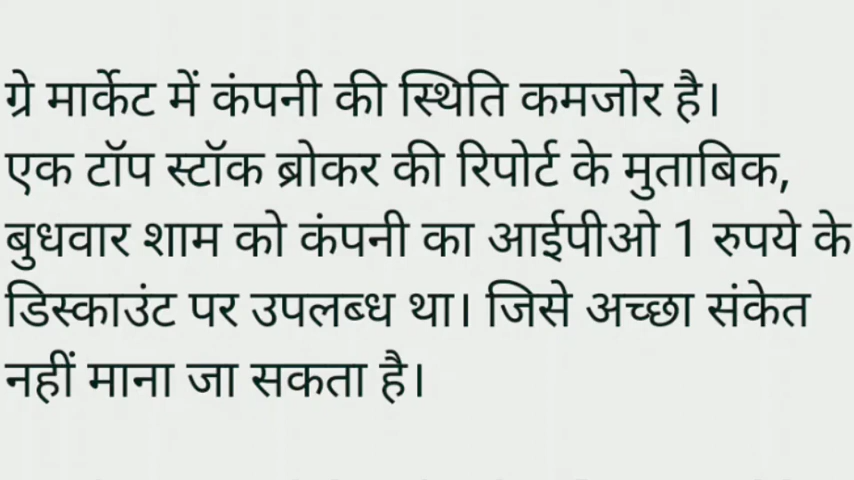 ग्रे मार्केट में कंपनी की स्थिति कमजोर है।
एक टॉप स्टॉक ब्रोकर की रिपोर्ट के मुताबिक,
बुधवार शाम को कंपनी का आईपीओ 1 रुपये के
डिस्काउंट पर उपलब्ध था। जिसे अच्छा संकेत
नहीं माना जा सकता है।